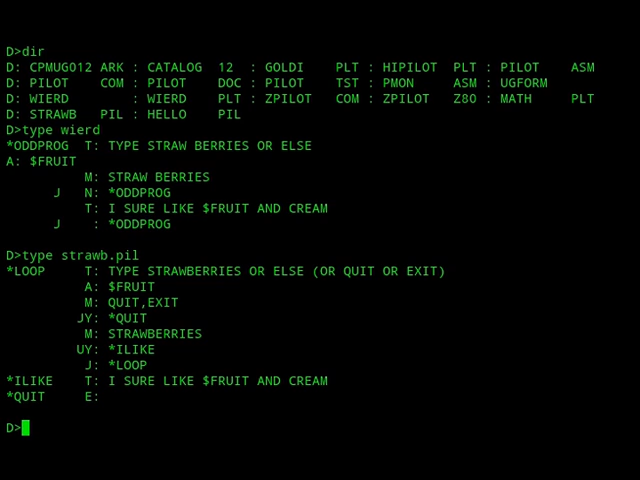 D>dir
D: CPMUG012 ARK : CATALOG  12  : GOLDI    PLT : HIPILOT  PLT : PILOT    ASM
D: PILOT    COM : PILOT    DOC : PILOT    TST : PMON     ASM : UGFORM
D: WIERD        : WIERD    PLT : ZPILOT   COM : ZPILOT   Z80 : MATH     PLT
D: STRAWB   PIL : HELLO    PIL
D>type wierd
*ODDPROG  T: TYPE STRAW BERRIES OR ELSE
A: $FRUIT
          M: STRAW BERRIES
      J   N: *ODDPROG
          T: I SURE LIKE $FRUIT AND CREAM
      J    : *ODDPROG
D>type strawb.pil
*LOOP     T: TYPE STRAWBERRIES OR ELSE (OR QUIT OR EXIT)
          A: $FRUIT
          M: QUIT,EXIT
         JY: *QUIT
          M: STRAWBERRIES
         UY: *ILIKE
          J: *LOOP
*ILIKE    T: I SURE LIKE $FRUIT AND CREAM
*QUIT     E:
D>